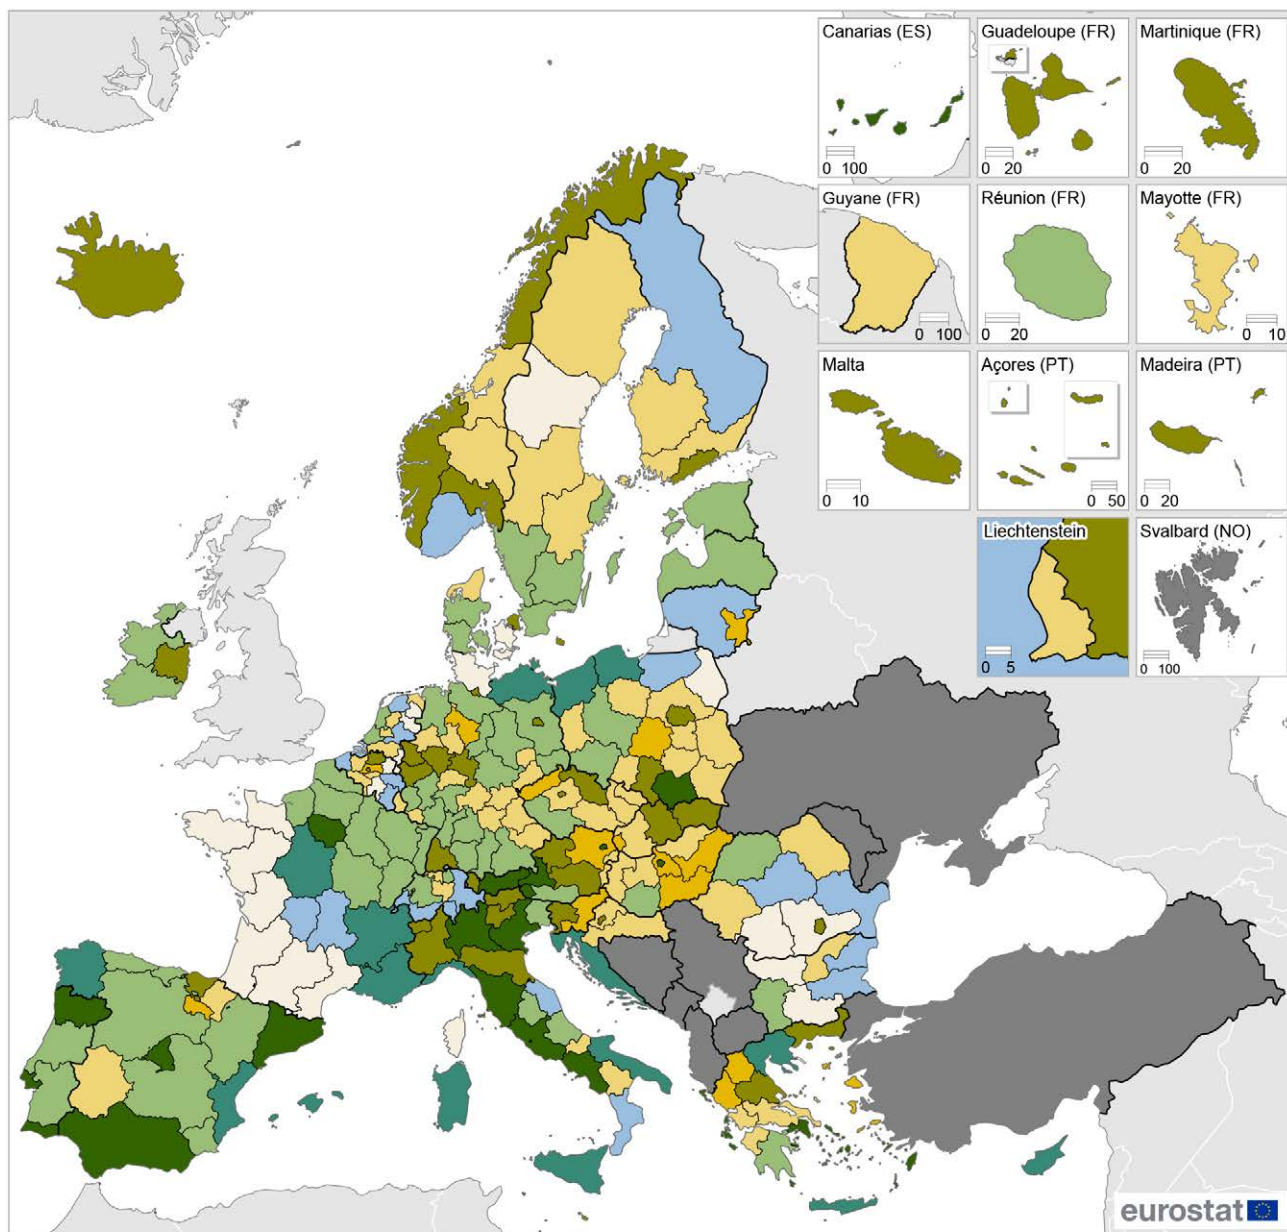 Canarias (ES)
0 100
Guadeloupe (FR)
0 20
Martinique (FR)
0 20
Guyane (FR)
0 100
Réunion (FR)
0 20
Mayotte (FR)
0 10
Malta
0 10
Açores (PT)
0 50
Madeira (PT)
0 20
Liechtenstein
0 5
Svalbard (NO)
0 100
eurostat